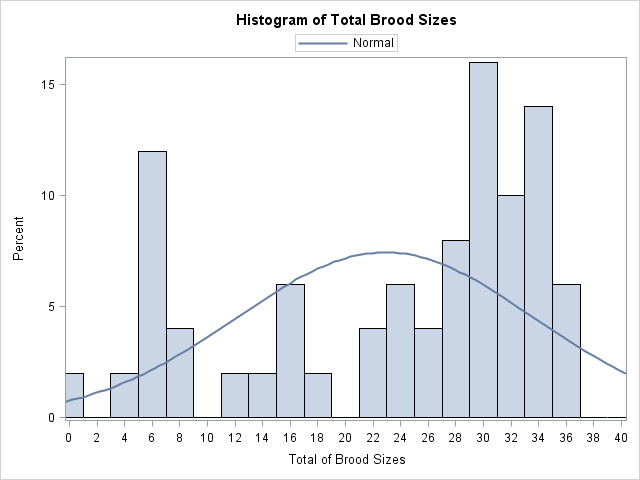 Histogram of Total Brood Sizes
Normal
15
10
5
0
Percent
0 2 4 6 8 10 12 14 16 18 20 22 24 26 28 30 32 34 36 38 40
Total of Brood Sizes